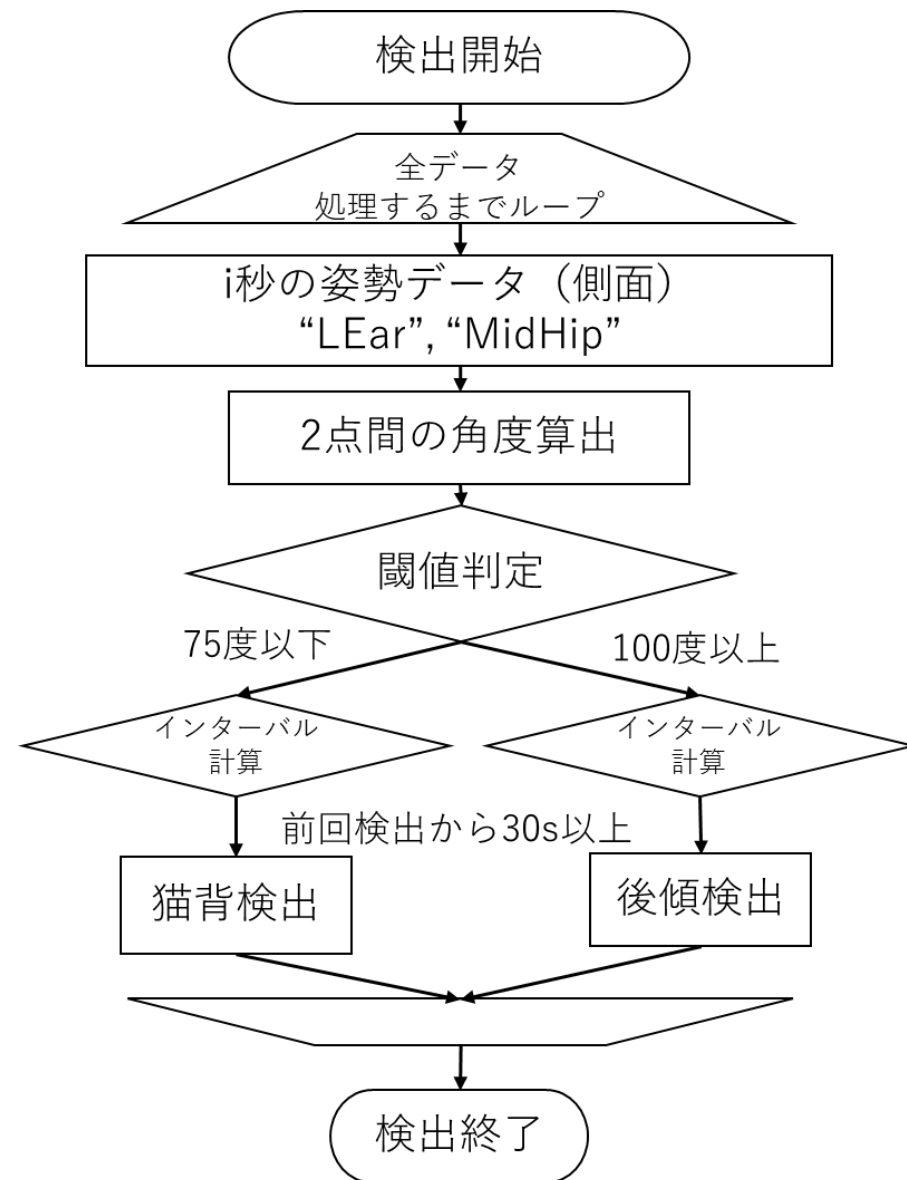 検出開始
全データ
処理するまでループ
i秒の姿勢データ（側面）
“LEar”, “MidHip”
2点間の角度算出
閾値判定
75度以下
100度以上
インターバル
計算
インターバル
計算
前回検出から30s以上
猫背検出
後傾検出
検出終了